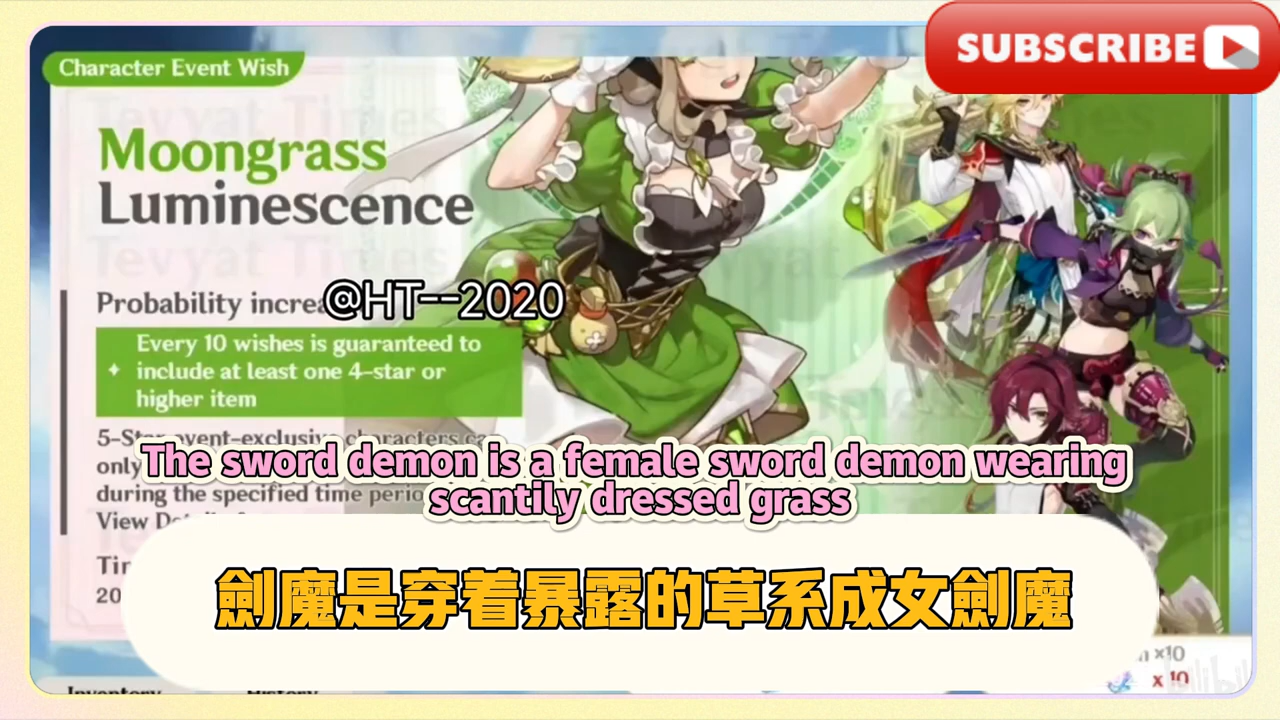 SUBSCRIBE
Character Event Wish
Moongrass
Luminescence
Probability increa
@HT--2020
Every 10 wishes is guaranteed to
include at least one 4-star or
higher item
5-Star event-exclusive characters ca
only
during the specified time perio
View
The sword demon is a female sword demon wearing
scantily dressed grass
劍魔是穿着暴露的草系成女劍魔
20
x10
x 10
Inventory
History